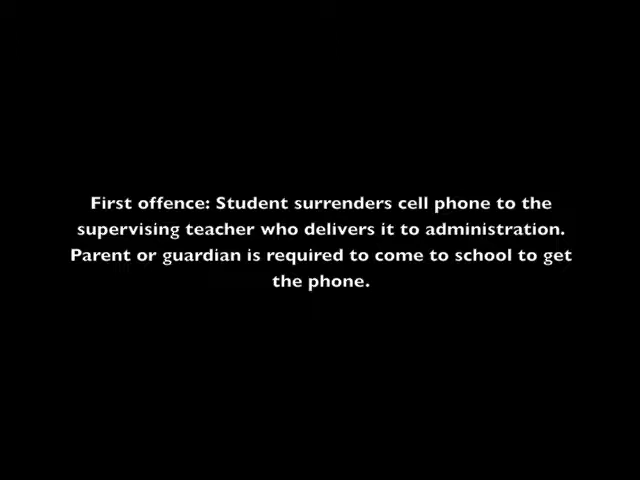 First offence: Student surrenders cell phone to the
supervising teacher who delivers it to administration.
Parent or guardian is required to come to school to get
the phone.